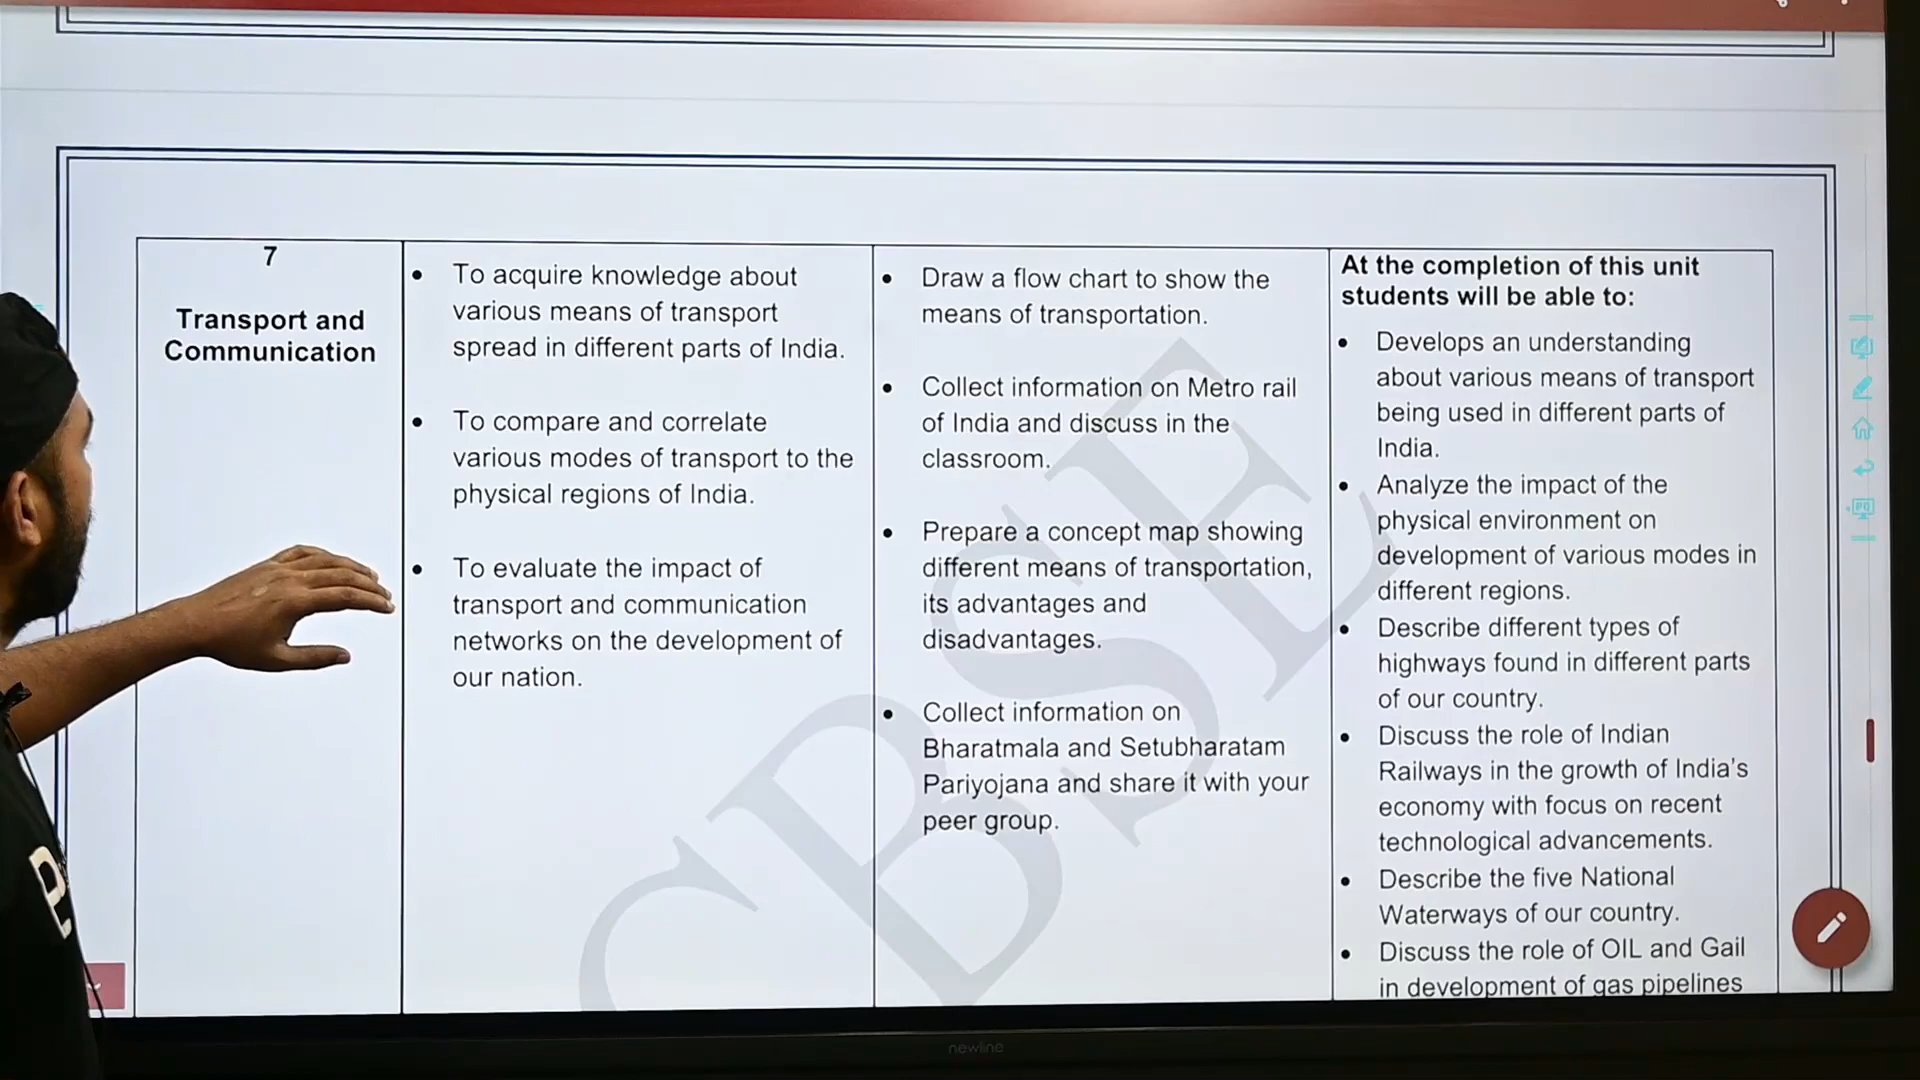 7
Transport and
Communication
• To acquire knowledge about
various means of transport
spread in different parts of India.
• To compare and correlate
various modes of transport to the
physical regions of India.
• To evaluate the impact of
transport and communication
networks on the development of
our nation.
• Draw a flow chart to show the
means of transportation.
• Collect information on Metro rail
of India and discuss in the
classroom.
• Prepare a concept map showing
different means of transportation,
its advantages and
disadvantages.
• Collect information on
Bharatmala and Setubharatam
Pariyojana and share it with your
peer group.
At the completion of this unit
students will be able to:
• Develops an understanding
about various means of transport
being used in different parts of
India.
• Analyze the impact of the
physical environment on
development of various modes in
different regions.
• Describe different types of
highways found in different parts
of our country.
• Discuss the role of Indian
Railways in the growth of India's
economy with focus on recent
technological advancements.
• Describe the five National
Waterways of our country.
• Discuss the role of OIL and Gail
in development of gas pipelines
CBSE
newline